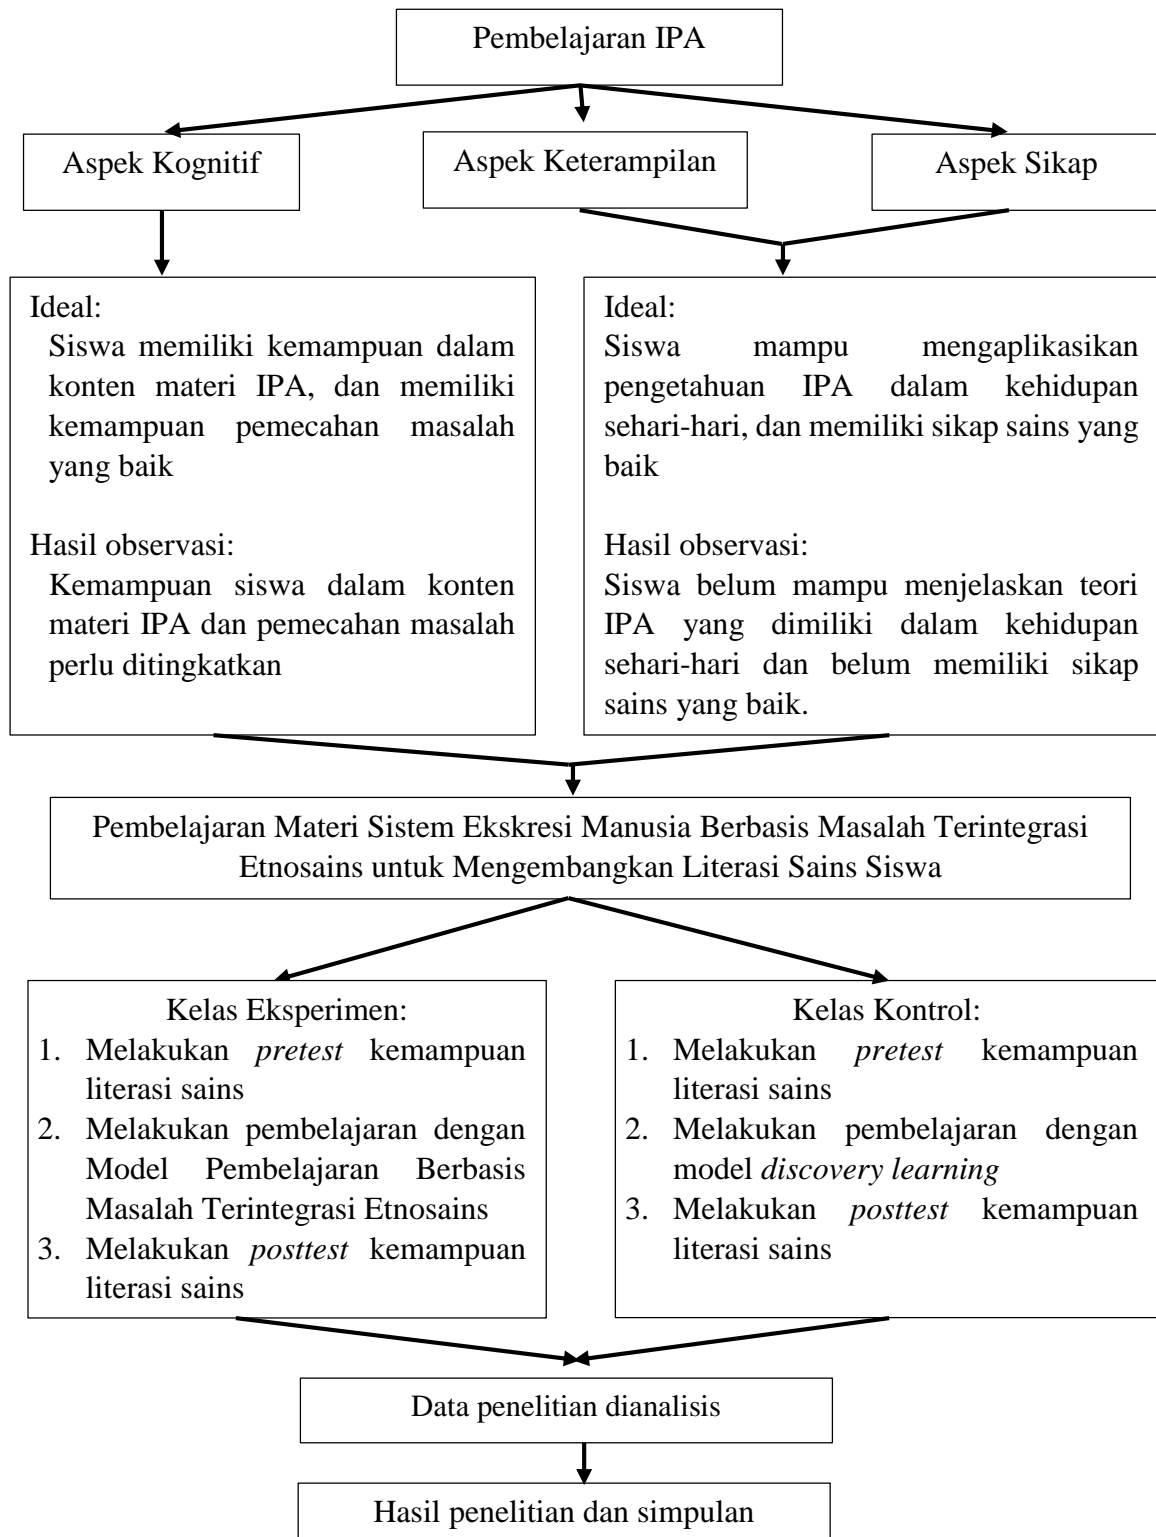 Pembelajaran IPA
Aspek Kognitif
Aspek Keterampilan
Aspek Sikap
Ideal:
Siswa memiliki kemampuan dalam
konten materi IPA, dan memiliki
kemampuan pemecahan masalah
yang baik
Hasil observasi:
Kemampuan siswa dalam konten
materi IPA dan pemecahan masalah
perlu ditingkatkan
Ideal:
Siswa mampu mengaplikasikan
pengetahuan IPA dalam kehidupan
sehari-hari, dan memiliki sikap sains yang
baik
Hasil observasi:
Siswa belum mampu menjelaskan teori
IPA yang dimiliki dalam kehidupan
sehari-hari dan belum memiliki sikap
sains yang baik.
Pembelajaran Materi Sistem Ekskresi Manusia Berbasis Masalah Terintegrasi
Etnosains untuk Mengembangkan Literasi Sains Siswa
Kelas Eksperimen:
1. Melakukan pretest kemampuan
literasi sains
2. Melakukan pembelajaran dengan
Model Pembelajaran Berbasis
Masalah Terintegrasi Etnosains
3. Melakukan posttest kemampuan
literasi sains
Kelas Kontrol:
1. Melakukan pretest kemampuan
literasi sains
2. Melakukan pembelajaran dengan
model discovery learning
3. Melakukan posttest kemampuan
literasi sains
Data penelitian dianalisis
Hasil penelitian dan simpulan